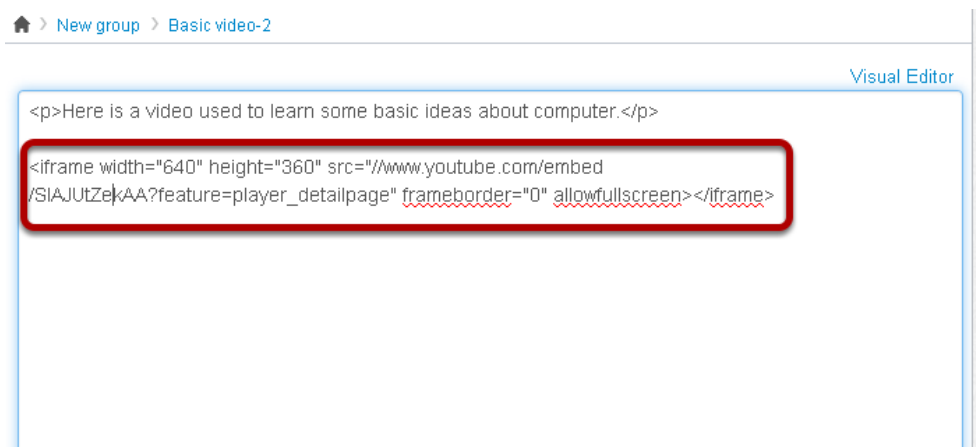 New group > Basic video-2
Visual Editor
<p>Here is a video used to learn some basic ideas about computer.</p>
<iframe width="640" height="360" src="//www.youtube.com/embed
/SlAJUtZekAA?feature=player_detailpage" frameborder="0" allowfullscreen></iframe>